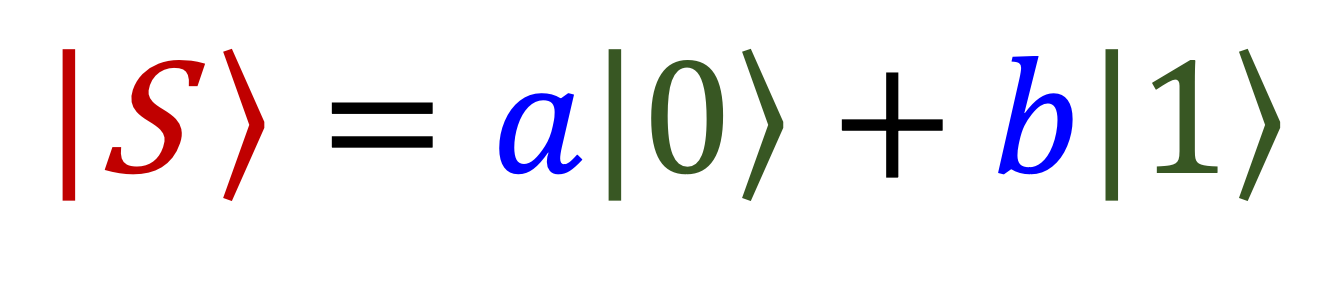 |S⟩ = a|0⟩ + b|1⟩